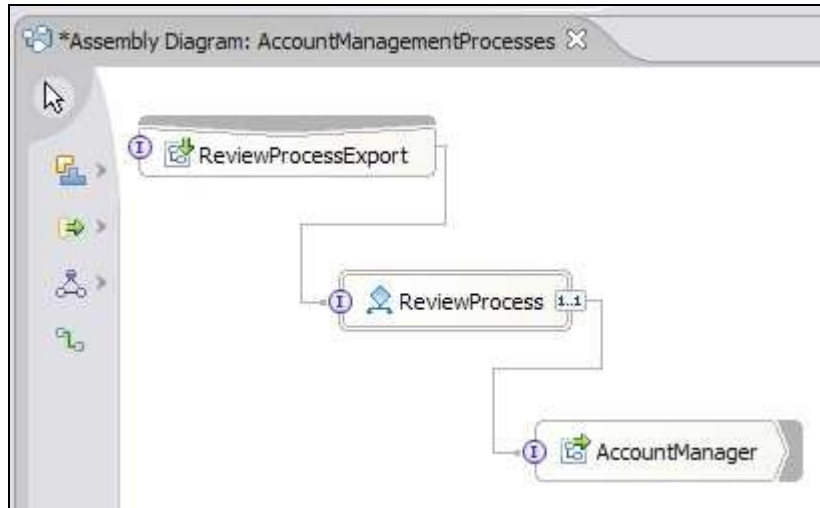 *Assembly Diagram: AccountManagementProcesses
I ReviewProcessExport
I ReviewProcess 1..1
I AccountManager